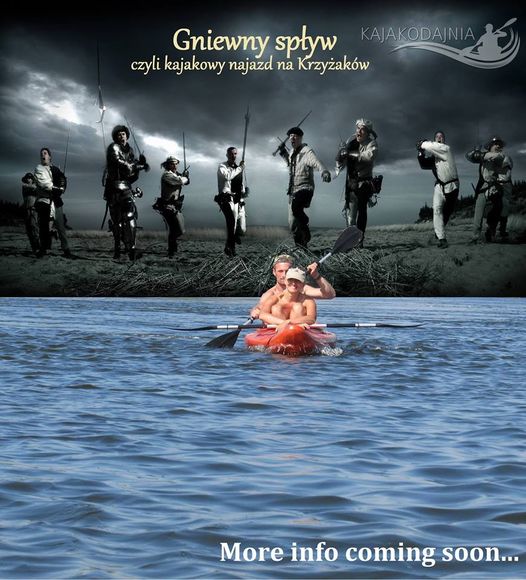 Gniewny spływ
KAJAKODAJNIA
czyli kajakowy najazd na Krzyżaków
More info coming soon...